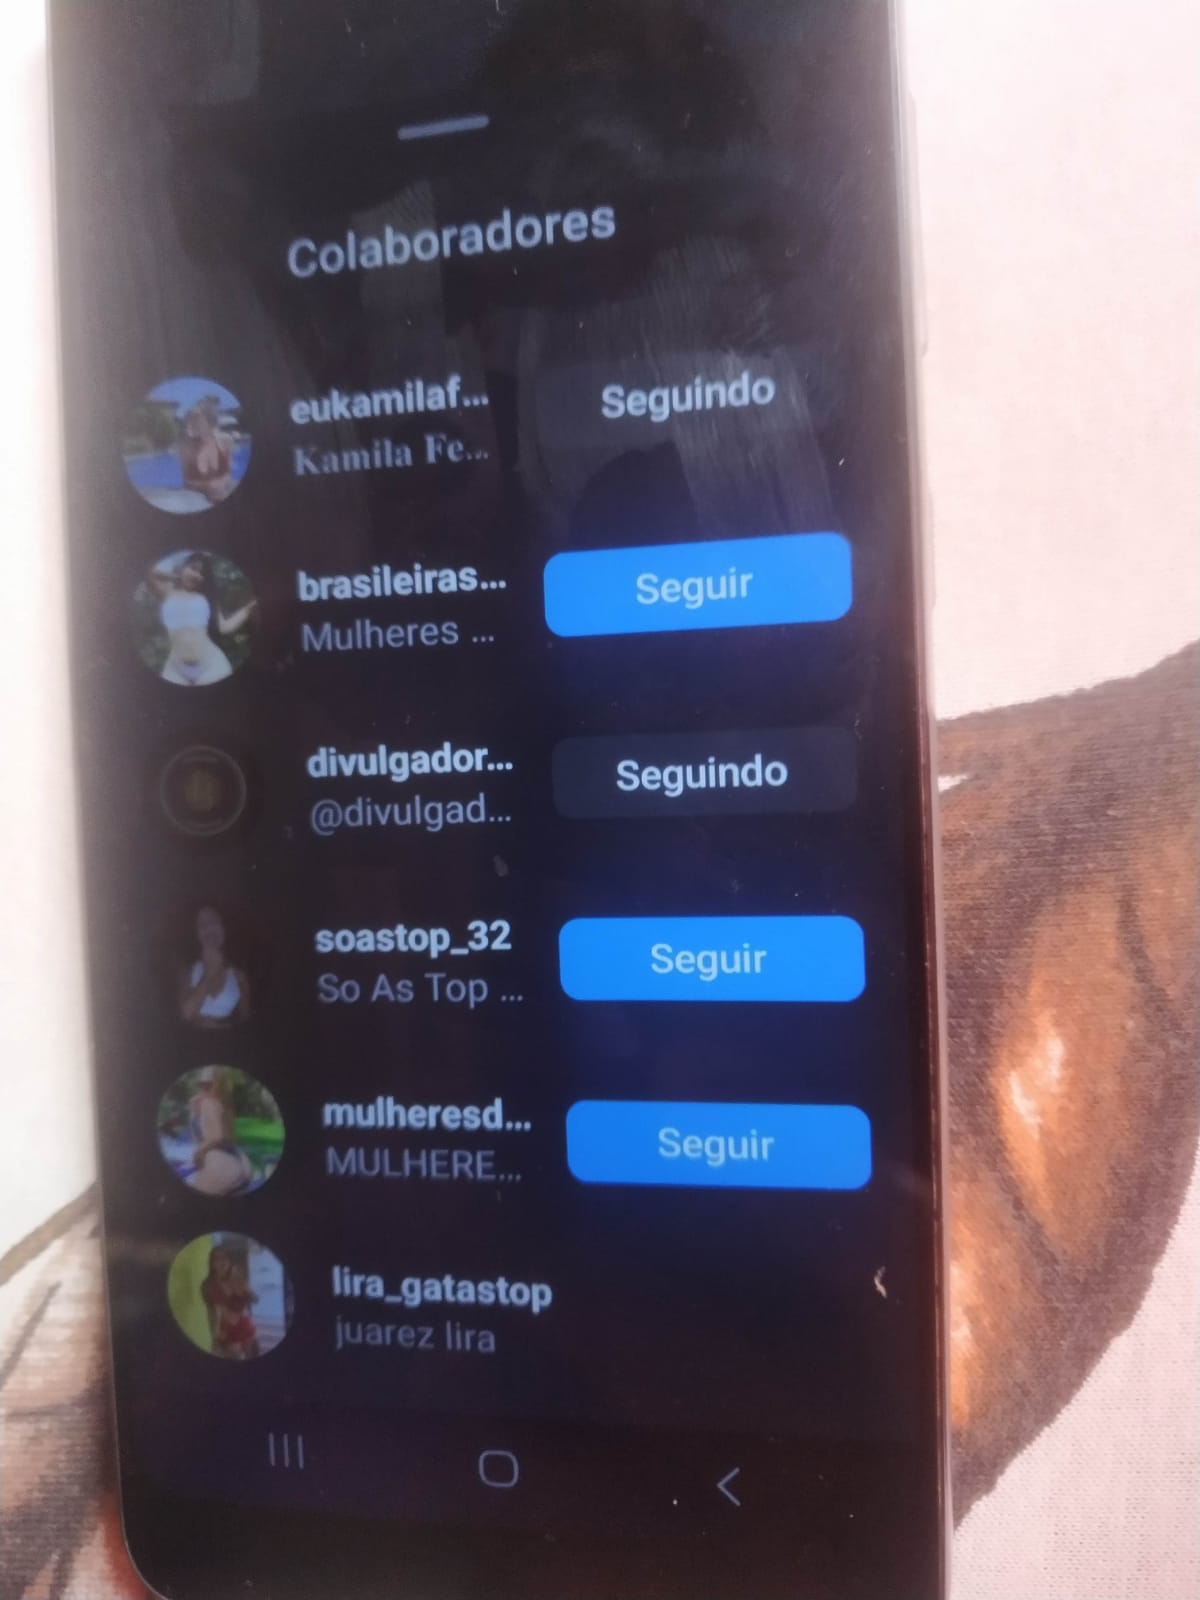 Colaboradores
eukamilaf...
Seguindo
Kamila Fe...
brasileiras...
Seguir
Mulheres ...
divulgador...
Seguindo
@divulgad...
soastop_32
Seguir
So As Top ...
mulheresd...
Seguir
MULHERE...
lira_gatastop
juarez lira